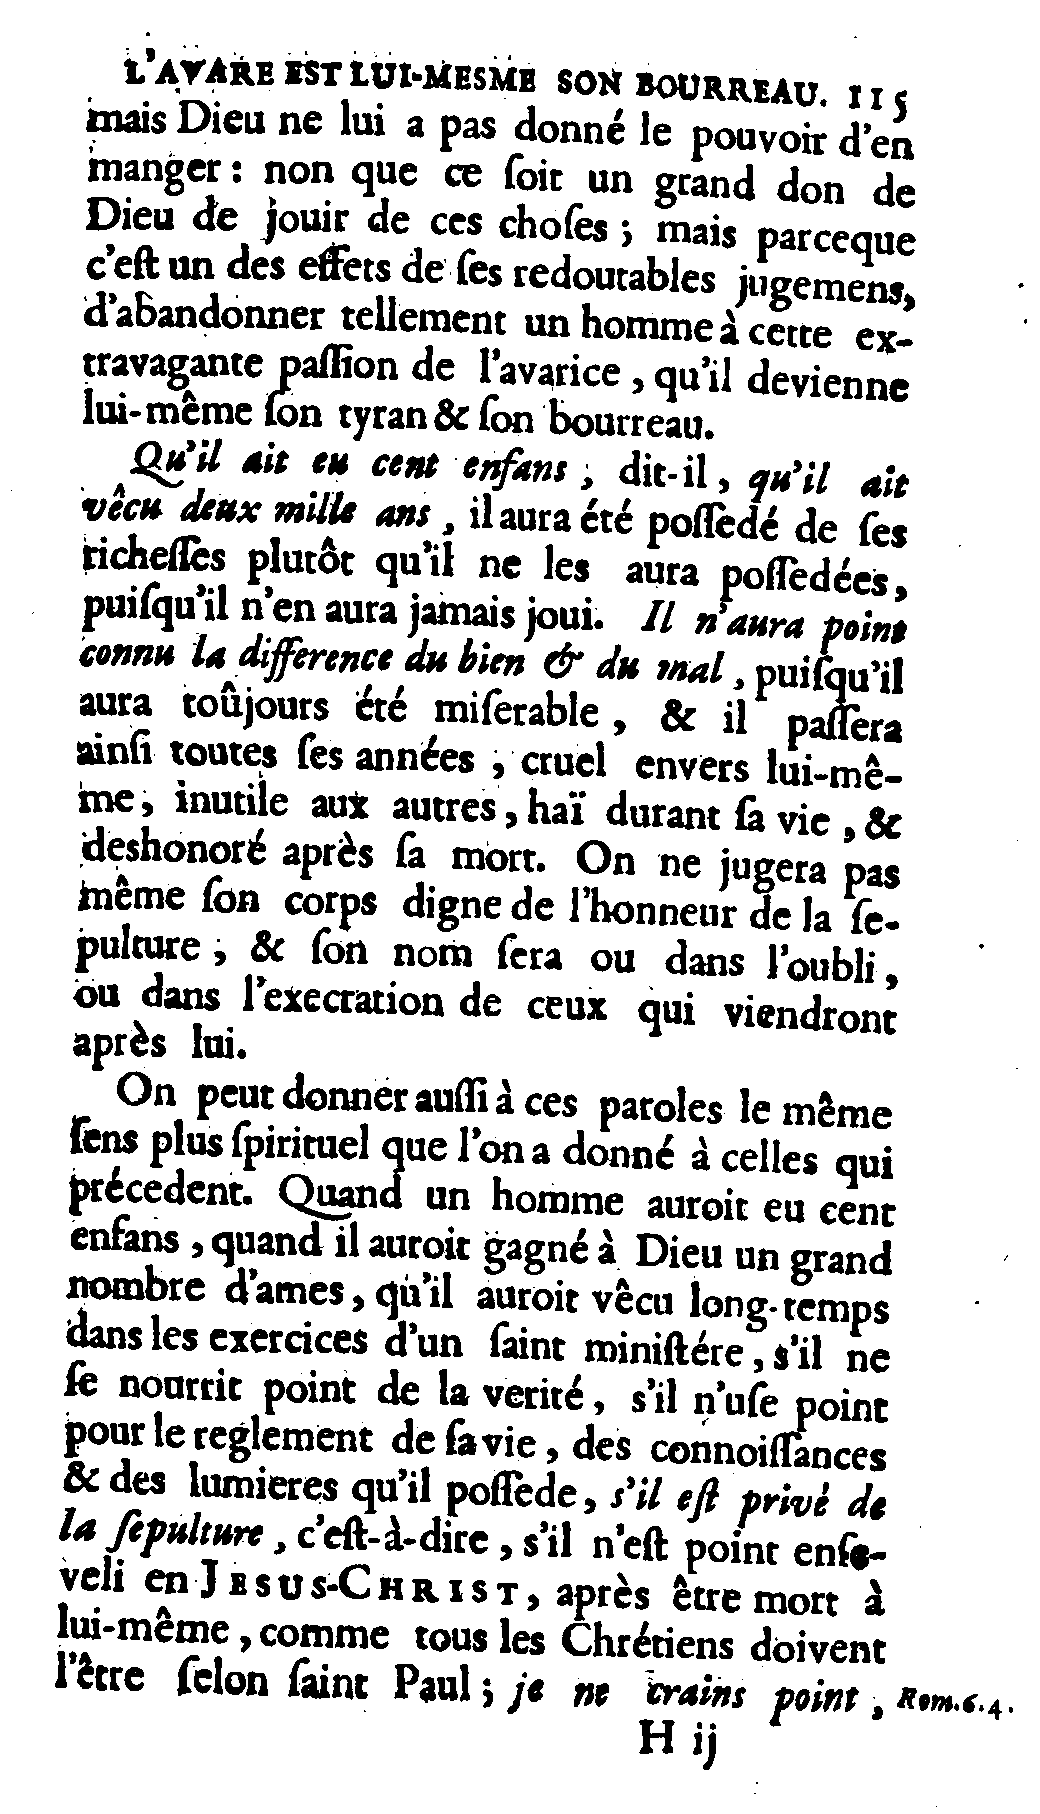 L'AVARE EST LUI-MESME SON BOURREAU. 115
mais Dieu ne lui a pas donné le pouvoir d'en
manger : non que ce ſoit un grand don de
Dieu de jouir de ces choſes ; mais parceque
c'eſt un des effets de ſes redoutables jugemens,
d'abandonner tellement un homme à cette ex-
travagante paſſion de l'avarice , qu'il devienne
lui-même ſon tyran & ſon bourreau.
Qu'il ait eu cent enfans ; dit-il , qu'il ait
vêcu deux mille ans , il aura été poſſedé de ſes
richeſſes plutôt qu'il ne les aura poſſedées ,
puiſqu'il n'en aura jamais joui. Il n'aura point
connu la difference du bien & du mal , puiſqu'il
aura toûjours été miſerable , & il paſſera
ainſi toutes ſes années , cruel envers lui-mê-
me , inutile aux autres , haï durant ſa vie , &
deshonoré après ſa mort. On ne jugera pas
même ſon corps digne de l'honneur de la ſe-
pulture ; & ſon nom ſera ou dans l'oubli ,
ou dans l'execration de ceux qui viendront
après lui.
On peut donner auſſi à ces paroles le même
ſens plus ſpirituel que l'on a donné à celles qui
précedent. Quand un homme auroit eu cent
enfans , quand il auroit gagné à Dieu un grand
nombre d'ames , qu'il auroit vêcu long-temps
dans les exercices d'un ſaint miniſtére , s'il ne
ſe nourrit point de la verité , s'il n'uſe point
pour le reglement de ſa vie , des connoiſſances
& des lumieres qu'il poſſede , s'il eſt privé de
la ſepulture , c'eſt-à-dire , s'il n'eſt point enſe-
veli en JESUS-CHRIST , après être mort à
lui-même , comme tous les Chrétiens doivent
l'être ſelon ſaint Paul ; je ne crains point , Rom. 6. 4.
H ij